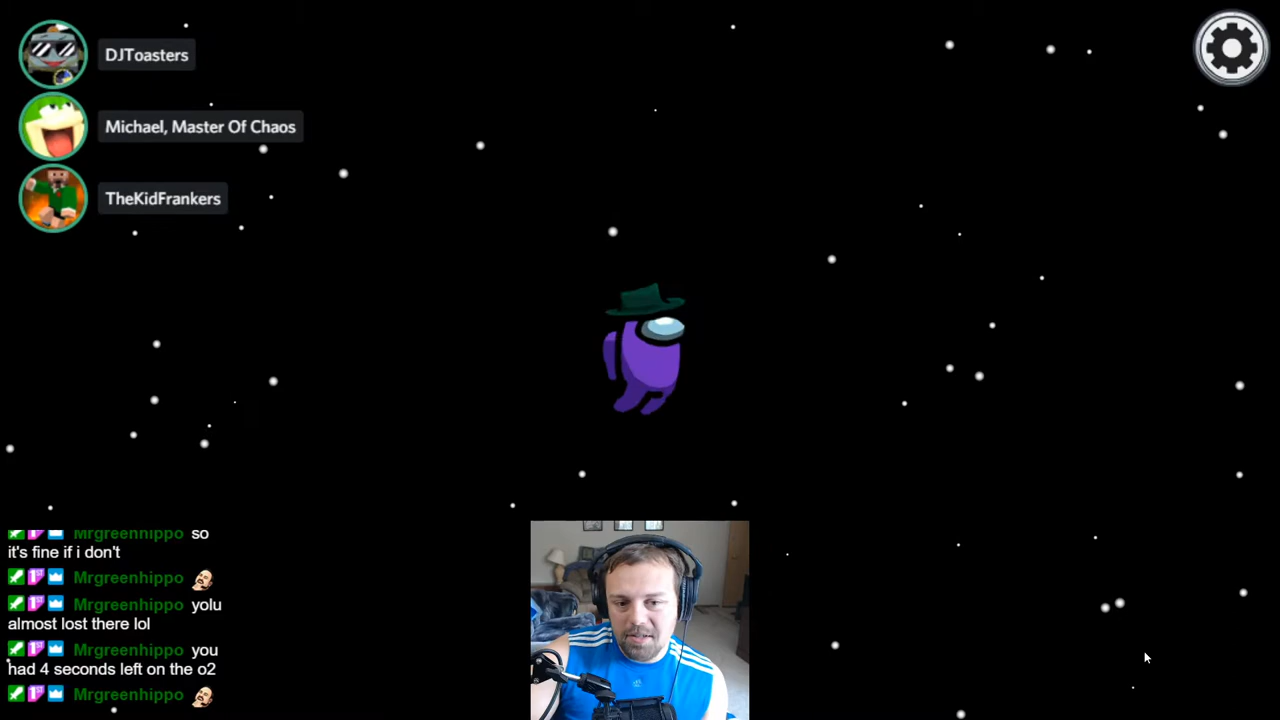 DJToasters
Michael, Master Of Chaos
TheKidFrankers
Mrgreenhippo so
it's fine if i don't
Mrgreenhippo
Mrgreenhippo yolu
almost lost there lol
Mrgreenhippo you
had 4 seconds left on the o2
Mrgreenhippo